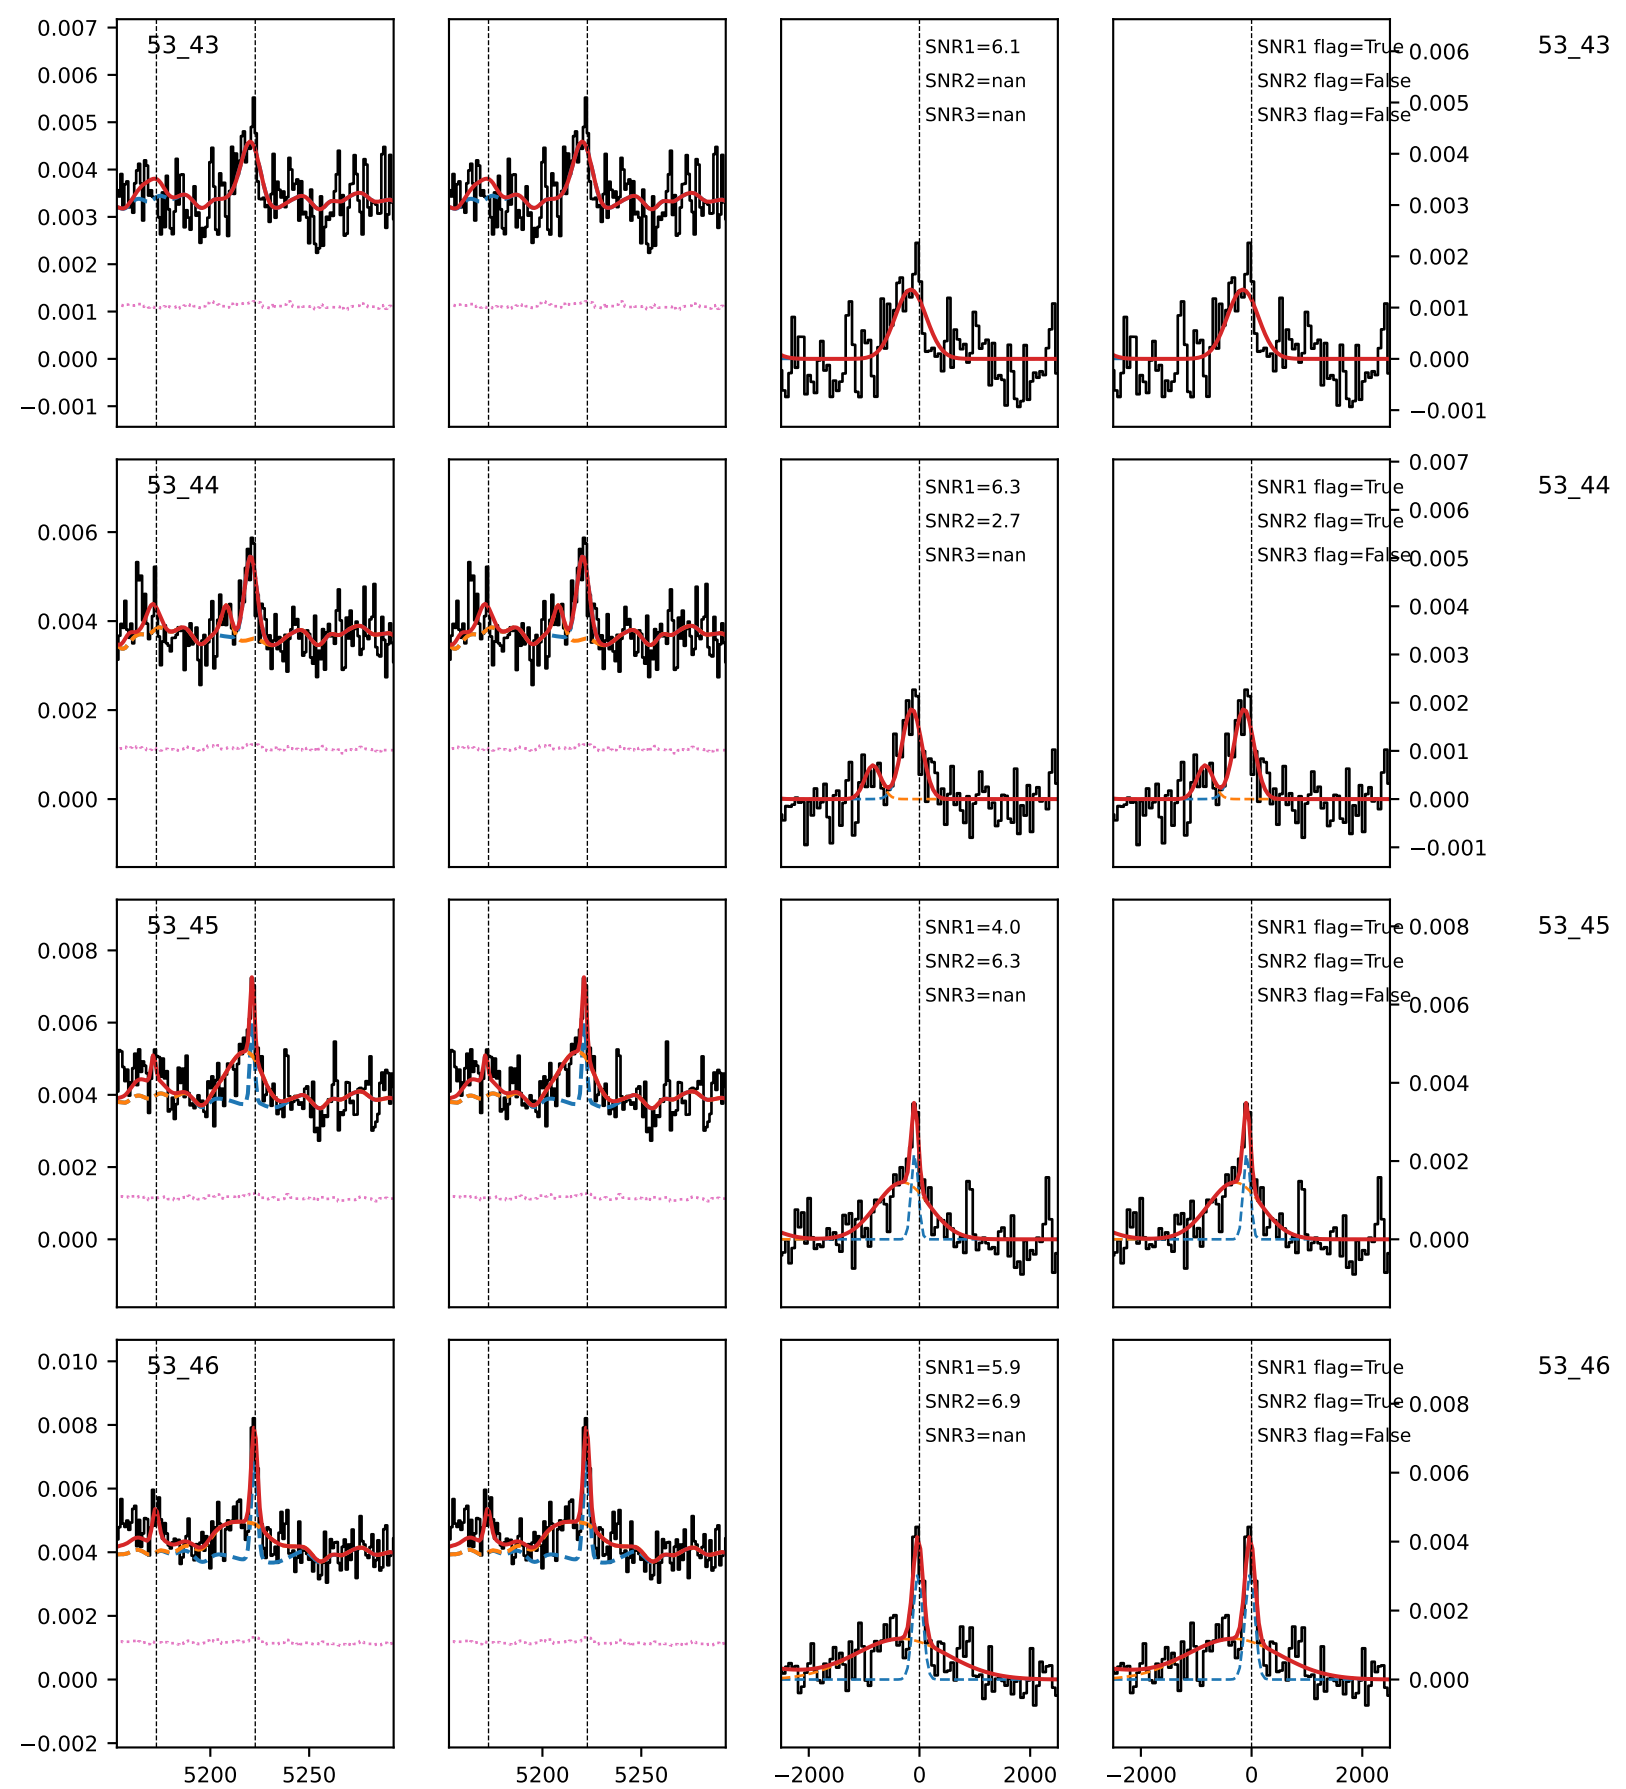 0.007
0.006
0.005
0.004
0.003
0.002
0.001
0.000
−0.001
53_43
SNR1=6.1
SNR2=nan
SNR3=nan
SNR1 flag=True
SNR2 flag=False
SNR3 flag=False
0.006
0.005
0.004
0.003
0.002
0.001
0.000
−0.001
53_43
0.006
0.004
0.002
0.000
53_44
SNR1=6.3
SNR2=2.7
SNR3=nan
SNR1 flag=True
SNR2 flag=True
SNR3 flag=False
0.007
0.006
0.005
0.004
0.003
0.002
0.001
0.000
−0.001
53_44
0.008
0.006
0.004
0.002
0.000
53_45
SNR1=4.0
SNR2=6.3
SNR3=nan
SNR1 flag=True
SNR2 flag=True
SNR3 flag=False
0.008
0.006
0.004
0.002
0.000
53_45
0.010
0.008
0.006
0.004
0.002
0.000
−0.002
53_46
SNR1=5.9
SNR2=6.9
SNR3=nan
SNR1 flag=True
SNR2 flag=True
SNR3 flag=False
0.008
0.006
0.004
0.002
0.000
53_46
5200 5250
5200 5250
−2000 0 2000
−2000 0 2000